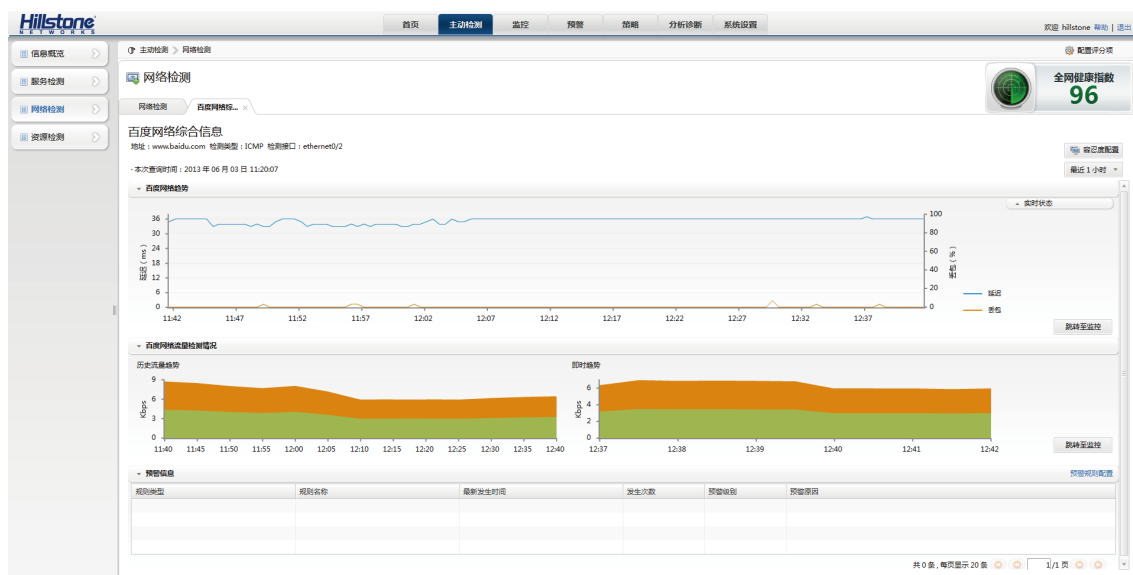 Hillstone
NETWORKS
首页 主动检测 监控 预警 策略 分析诊断 系统设置
欢迎 hillstone 帮助 | 退出
信息概览
服务检测
网络检测
资源检测
主动检测 》 网络检测
配置评分项
网络检测
全网健康指数
96
网络检测 百度网络综... ×
百度网络综合信息
地址：www.baidu.com 检测类型：ICMP 检测接口：ethernet0/2
容忍度配置
- 本次查询时间：2013 年 06 月 03 日 11:20:07
最近 1 小时
百度网络趋势
实时状态
延迟（ms）
36
30
24
18
12
6
0
100
80
60
40
20
0
丢包（%）
11:42 11:47 11:52 11:57 12:02 12:07 12:12 12:17 12:22 12:27 12:32 12:37
延迟
丢包
跳转至监控
百度网络流量检测情况
历史流量趋势
Kbps
9
6
3
0
11:40 11:45 11:50 11:55 12:00 12:05 12:10 12:15 12:20 12:25 12:30 12:35 12:40
即时趋势
Kbps
6
4
2
0
12:37 12:38 12:39 12:40 12:41 12:42
跳转至监控
预警信息
预警规则配置
规则类型 规则名称 最新发生时间 发生次数 预警级别 预警原因
共 0 条，每页显示 20 条 1 /1 页